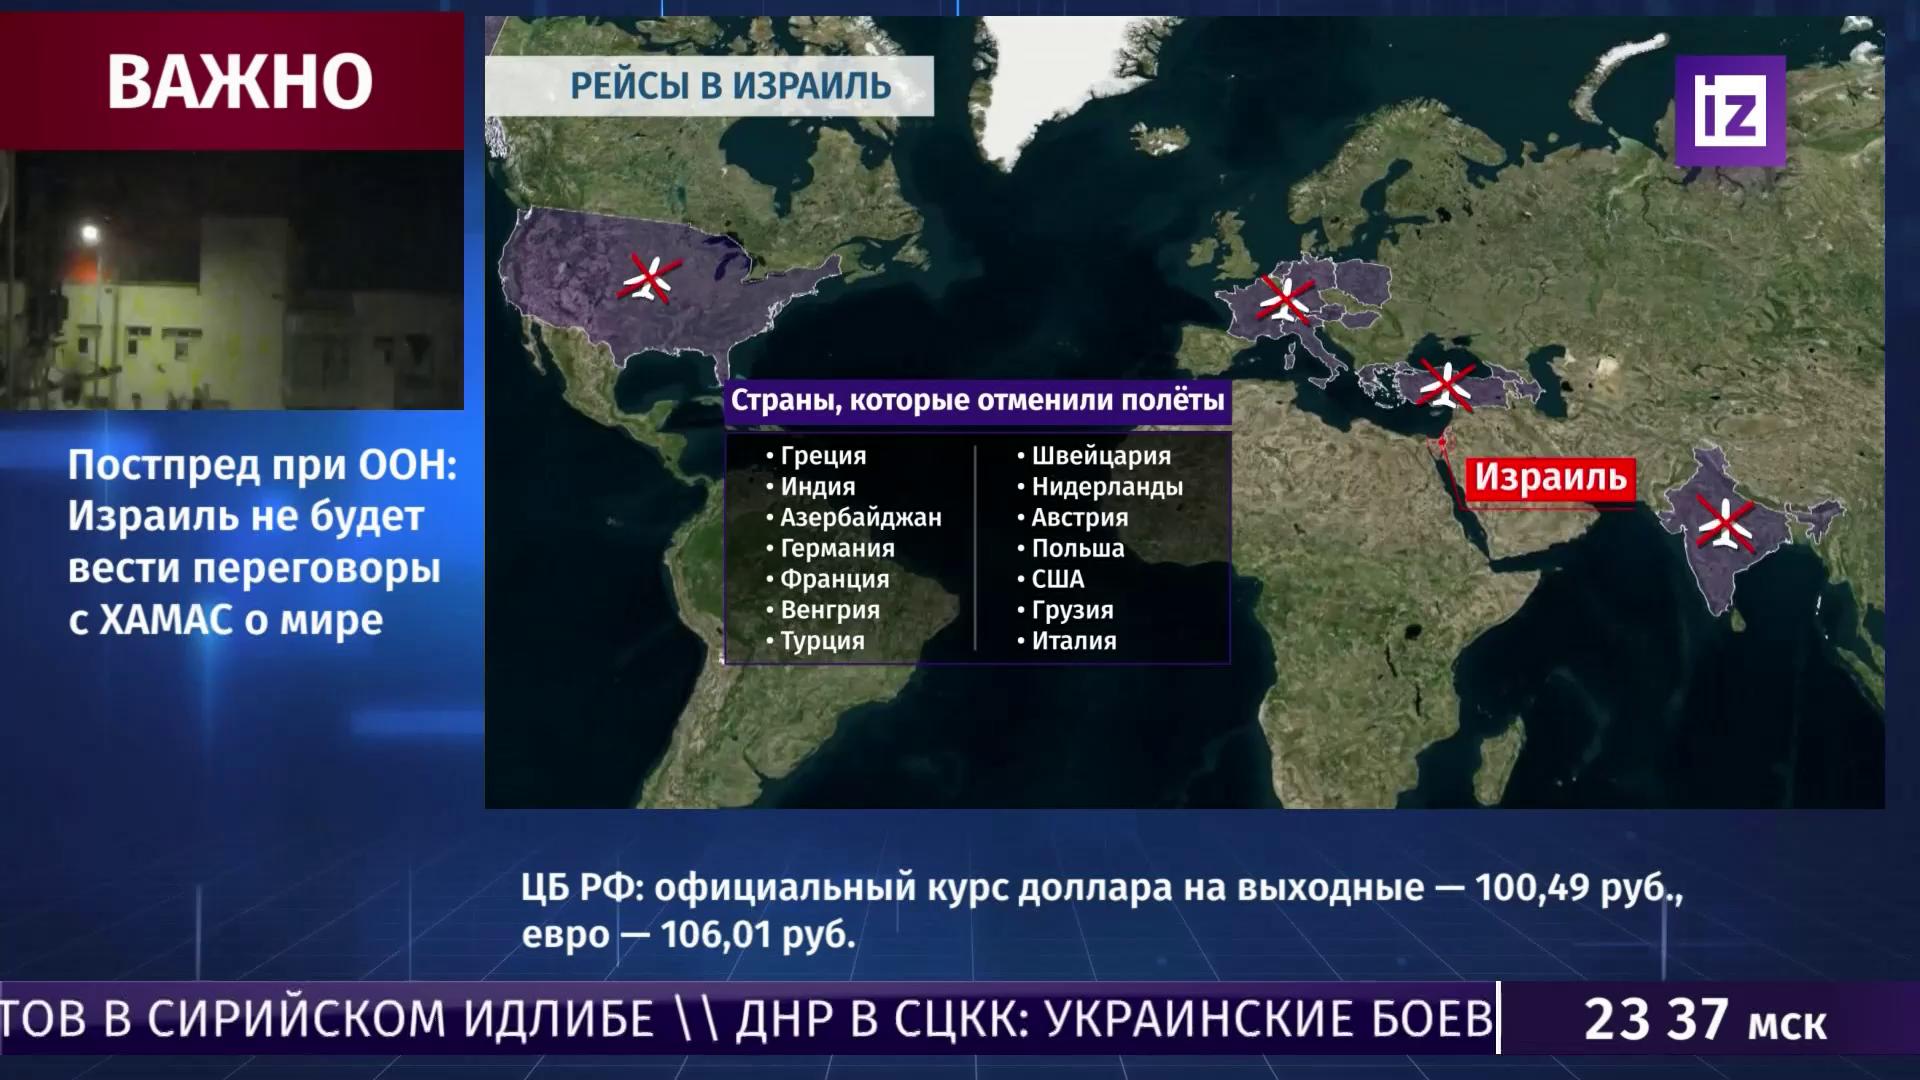 ВАЖНО
Постпред при ООН:
Израиль не будет
вести переговоры
с ХАМАС о мире
РЕЙСЫ В ИЗРАИЛЬ
iz
Страны, которые отменили полёты
• Греция
• Индия
• Азербайджан
• Германия
• Франция
• Венгрия
• Турция
• Швейцария
• Нидерланды
• Австрия
• Польша
• США
• Грузия
• Италия
Израиль
ЦБ РФ: официальный курс доллара на выходные — 100,49 руб.,
евро — 106,01 руб.
ТОВ В СИРИЙСКОМ ИДЛИБЕ \\ ДНР В СЦКК: УКРАИНСКИЕ БОЕВ
23 37 мск